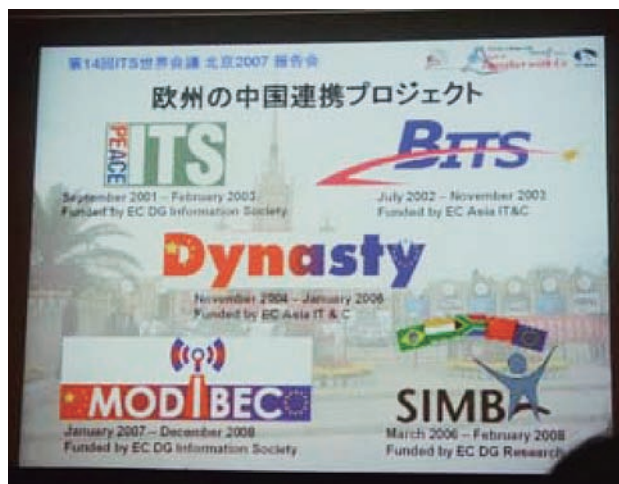 第14回ITS世界会議 北京2007 報告会
欧州の中国連携プロジェクト
PEACE ITS
September 2001 – February 2003
Funded by EC DG Information Society
BITS
July 2002 – November 2003
Funded by EC Asia IT&C
Dynasty
November 2004 – January 2006
Funded by EC Asia IT & C
MODIBEC
January 2007 – December 2008
Funded by EC DG Information Society
SIMBA
March 2006 – February 2008
Funded by EC DG Research